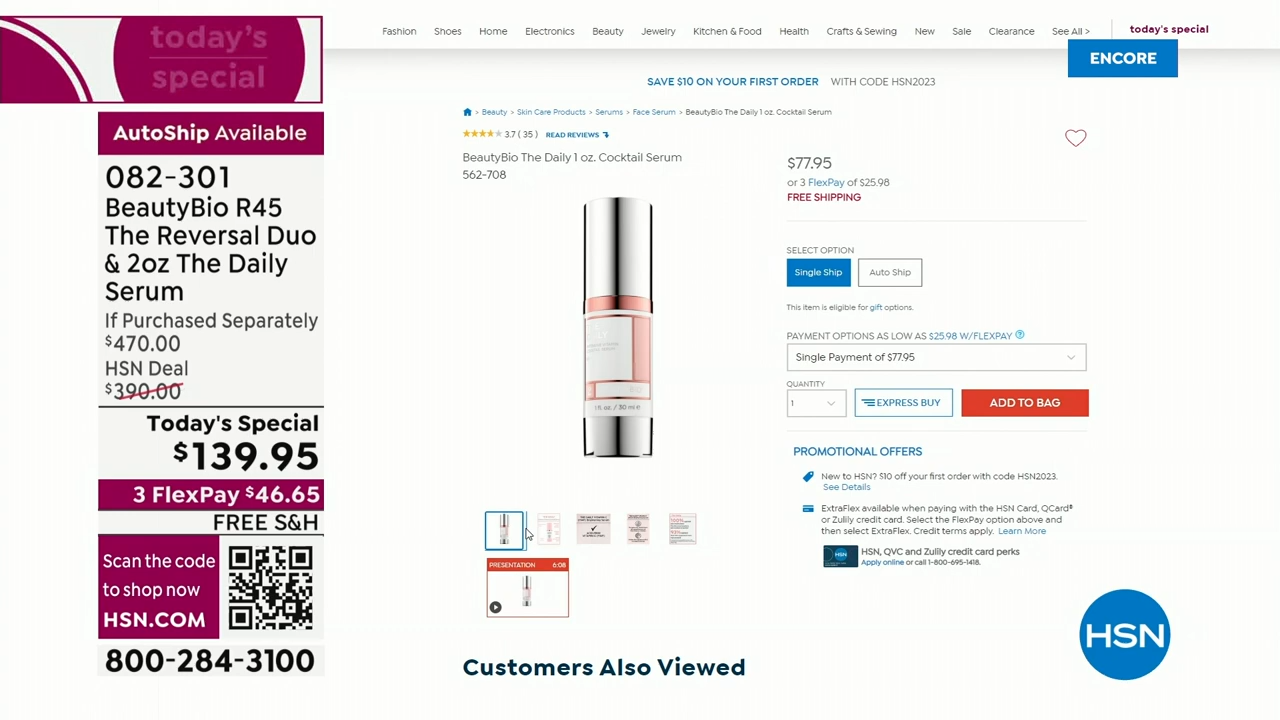 today's
special
AutoShip Available
082-301
BeautyBio R45
The Reversal Duo
& 2oz The Daily
Serum
If Purchased Separately
$470.00
HSN Deal
$390.00
Today's Special
$139.95
3 FlexPay $46.65
FREE S&H
Scan the code
to shop now
HSN.COM
800-284-3100
Fashion Shoes Home Electronics Beauty Jewelry Kitchen & Food Health Crafts & Sewing New Sale Clearance See All > today's special
ENCORE
SAVE $10 ON YOUR FIRST ORDER WITH CODE HSN2023
> Beauty > Skin Care Products > Serums > Face Serum > BeautyBio The Daily 1 oz. Cocktail Serum
3.7 ( 35 ) READ REVIEWS
BeautyBio The Daily 1 oz. Cocktail Serum
562-708
1 fl oz. / 30 ml e
PRESENTATION 6:08
$77.95
or 3 FlexPay of $25.98
FREE SHIPPING
SELECT OPTION
Single Ship Auto Ship
This item is eligible for gift options.
PAYMENT OPTIONS AS LOW AS $25.98 W/FLEXPAY ?
Single Payment of $77.95
QUANTITY
1 EXPRESS BUY ADD TO BAG
PROMOTIONAL OFFERS
New to HSN? $10 off your first order with code HSN2023.
See Details
ExtraFlex available when paying with the HSN Card, QCard®
or Zulily credit card. Select the FlexPay option above and
then select ExtraFlex. Credit terms apply. Learn More
HSN, QVC and Zulily credit card perks
Apply online or call 1-800-695-1418.
HSN
Customers Also Viewed